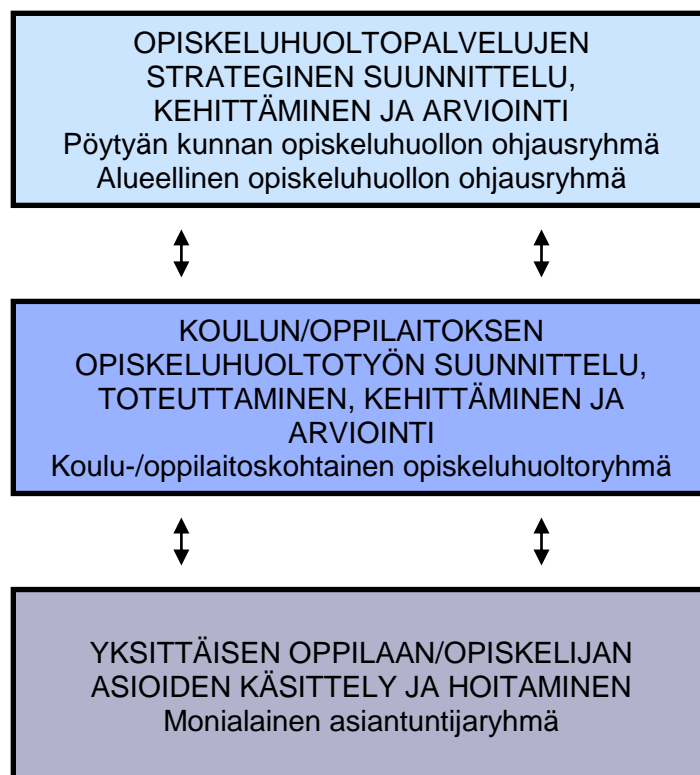 OPISKELUHUOLTOPALVELUJEN
STRATEGINEN SUUNNITTELU,
KEHITTÄMINEN JA ARVIOINTI
Pöytyän kunnan opiskeluhuollon ohjausryhmä
Alueellinen opiskeluhuollon ohjausryhmä
KOULUN/OPPILAITOKSEN
OPISKELUHUOLTOTYÖN SUUNNITTELU,
TOTEUTTAMINEN, KEHITTÄMINEN JA
ARVIOINTI
Koulu-/oppilaitoskohtainen opiskeluhuoltoryhmä
YKSITTÄISEN OPPILAAN/OPISKELIJAN
ASIOIDEN KÄSITTELY JA HOITAMINEN
Monialainen asiantuntijaryhmä